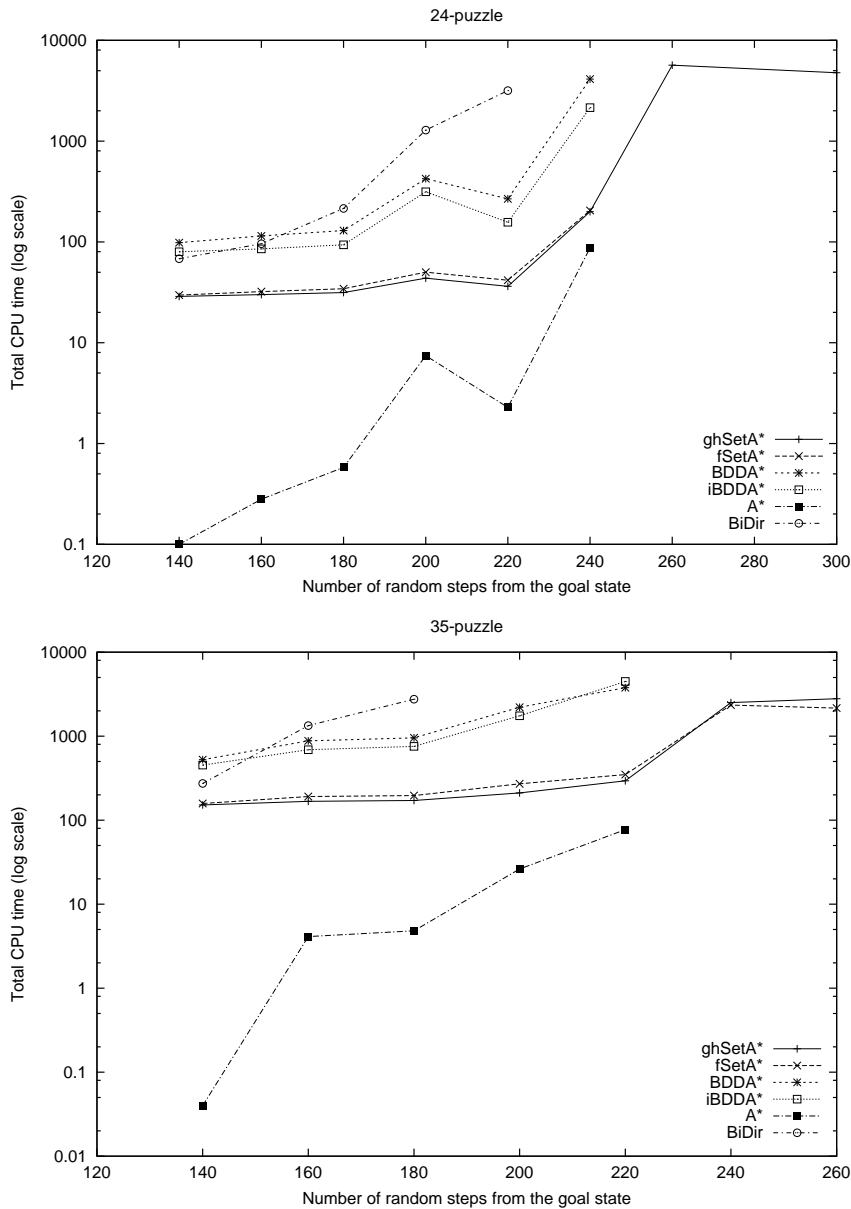 24-puzzle
Total CPU time (log scale)
10000
1000
100
10
1
0.1
ghSetA*
fSetA*
BDDA*
iBDDA*
A*
BiDir
120 140 160 180 200 220 240 260 280 300
Number of random steps from the goal state
35-puzzle
Total CPU time (log scale)
10000
1000
100
10
1
0.1
0.01
ghSetA*
fSetA*
BDDA*
iBDDA*
A*
BiDir
120 140 160 180 200 220 240 260
Number of random steps from the goal state